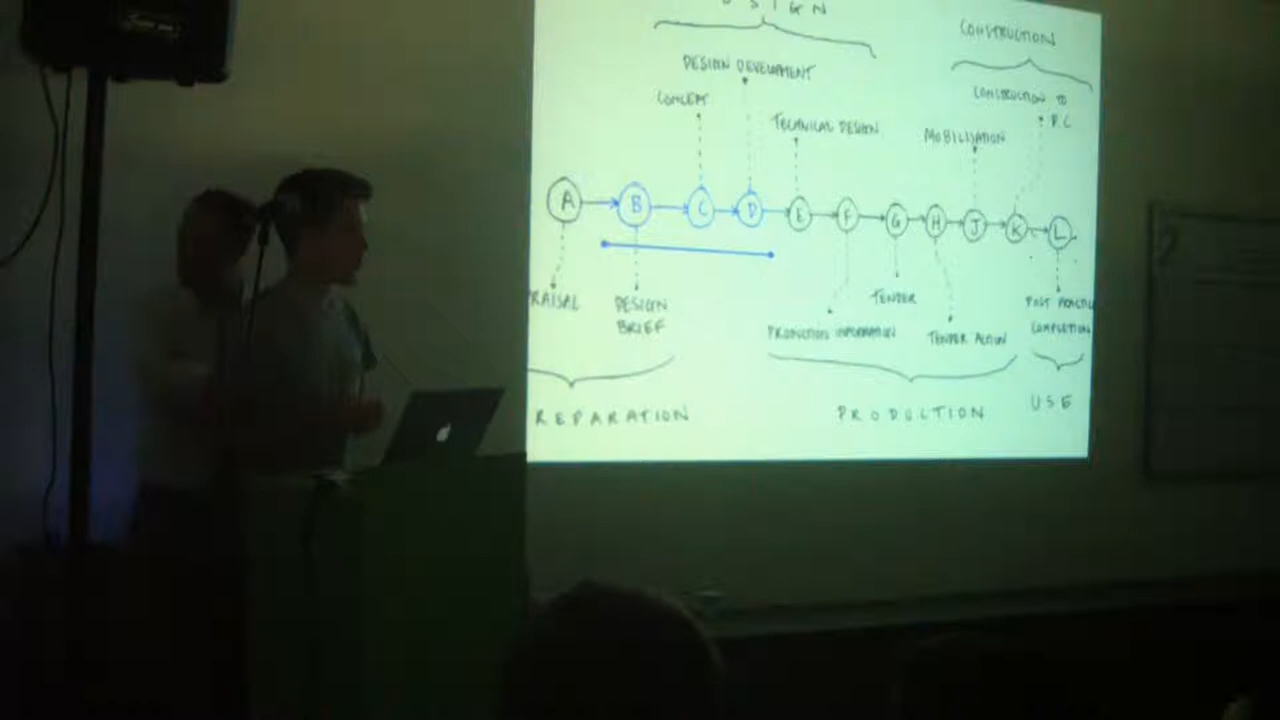 S I G N
CONSTRUCTION
DESIGN DEVELOPMENT
CONCEPT
CONSTRUCTION TO
P.C
TECHNICAL DESIGN
MOBILISATION
A B C D E F G H J K L
RAISAL
DESIGN
BRIEF
TENDER
PRODUCTION INFORMATION
TENDER ACTION
POST PRACTIC
COMPLETION
REPARATION
PRODUCTION
USE